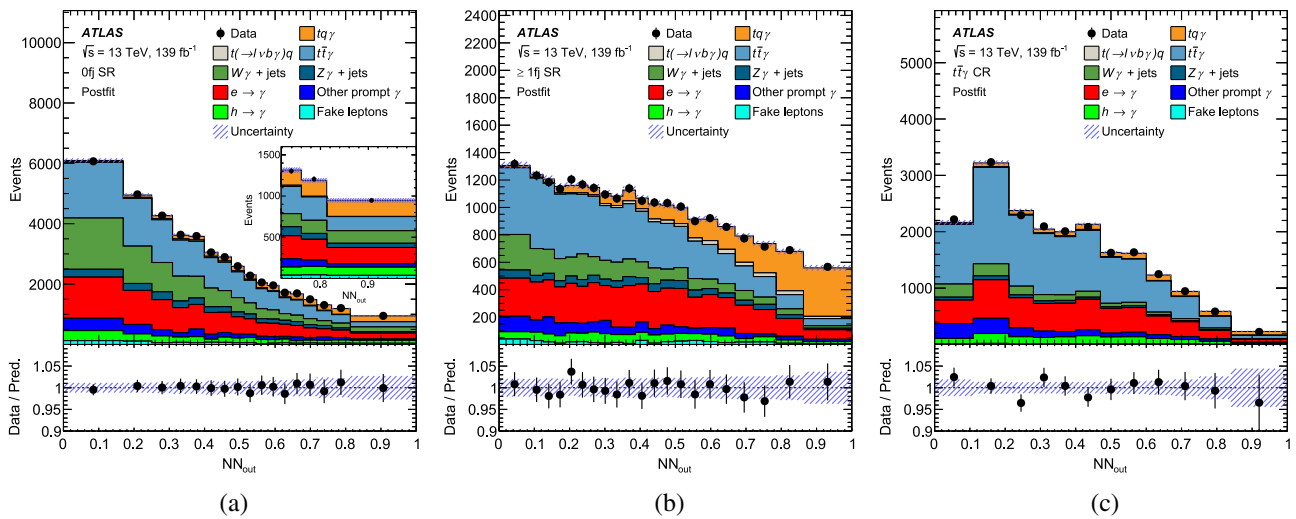 ATLAS
√s = 13 TeV, 139 fb⁻¹
0fj SR
Postfit
Data
t(→lνbγ)q
Wγ + jets
e → γ
h → γ
Uncertainty
tqγ
tt̄γ
Zγ + jets
Other prompt γ
Fake leptons
Events
10000
8000
6000
4000
2000
Events
1500
1000
500
0.8 0.9
NNout
Data / Pred.
1.05
1
0.95
0.9
0 0.1 0.2 0.3 0.4 0.5 0.6 0.7 0.8 0.9 1
NNout
(a)
ATLAS
√s = 13 TeV, 139 fb⁻¹
≥ 1fj SR
Postfit
Data
t(→lνbγ)q
Wγ + jets
e → γ
h → γ
Uncertainty
tqγ
tt̄γ
Zγ + jets
Other prompt γ
Fake leptons
Events
2400
2200
2000
1800
1600
1400
1200
1000
800
600
400
200
Data / Pred.
1.05
1
0.95
0.9
0 0.1 0.2 0.3 0.4 0.5 0.6 0.7 0.8 0.9 1
NNout
(b)
ATLAS
√s = 13 TeV, 139 fb⁻¹
tt̄γ CR
Postfit
Data
t(→lνbγ)q
Wγ + jets
e → γ
h → γ
Uncertainty
tqγ
tt̄γ
Zγ + jets
Other prompt γ
Fake leptons
Events
5000
4000
3000
2000
1000
Data / Pred.
1.05
1
0.95
0.9
0 0.1 0.2 0.3 0.4 0.5 0.6 0.7 0.8 0.9 1
NNout
(c)